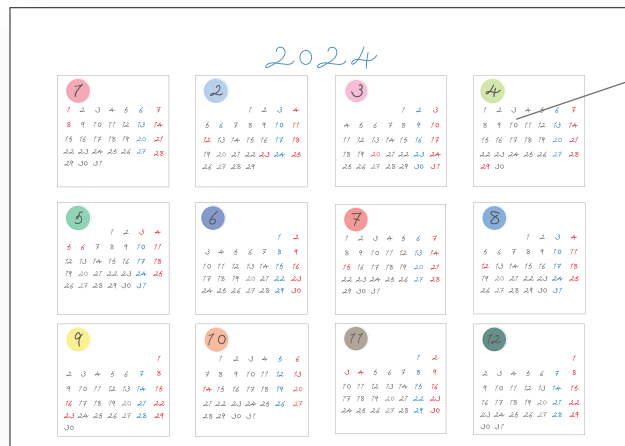 2024
1
1 2 3 4 5 6 7
8 9 10 11 12 13 14
15 16 17 18 19 20 21
22 23 24 25 26 27 28
29 30 31
2
1 2 3 4
5 6 7 8 9 10 11
12 13 14 15 16 17 18
19 20 21 22 23 24 25
26 27 28 29
3
1 2 3
4 5 6 7 8 9 10
11 12 13 14 15 16 17
18 19 20 21 22 23 24
25 26 27 28 29 30 31
4
1 2 3 4 5 6 7
8 9 10 11 12 13 14
15 16 17 18 19 20 21
22 23 24 25 26 27 28
29 30
5
1 2 3 4
5 6 7 8 9 10 11
12 13 14 15 16 17 18
19 20 21 22 23 24 25
26 27 28 29 30 31
6
1 2
3 4 5 6 7 8 9
10 11 12 13 14 15 16
17 18 19 20 21 22 23
24 25 26 27 28 29 30
7
1 2 3 4 5 6 7
8 9 10 11 12 13 14
15 16 17 18 19 20 21
22 23 24 25 26 27 28
29 30 31
8
1 2 3 4
5 6 7 8 9 10 11
12 13 14 15 16 17 18
19 20 21 22 23 24 25
26 27 28 29 30 31
9
1
2 3 4 5 6 7 8
9 10 11 12 13 14 15
16 17 18 19 20 21 22
23 24 25 26 27 28 29
30
10
1 2 3 4 5 6
7 8 9 10 11 12 13
14 15 16 17 18 19 20
21 22 23 24 25 26 27
28 29 30 31
11
1 2
3 4 5 6 7 8 9
10 11 12 13 14 15 16
17 18 19 20 21 22 23
24 25 26 27 28 29 30
12
1
2 3 4 5 6 7 8
9 10 11 12 13 14 15
16 17 18 19 20 21 22
23 24 25 26 27 28 29
30 31